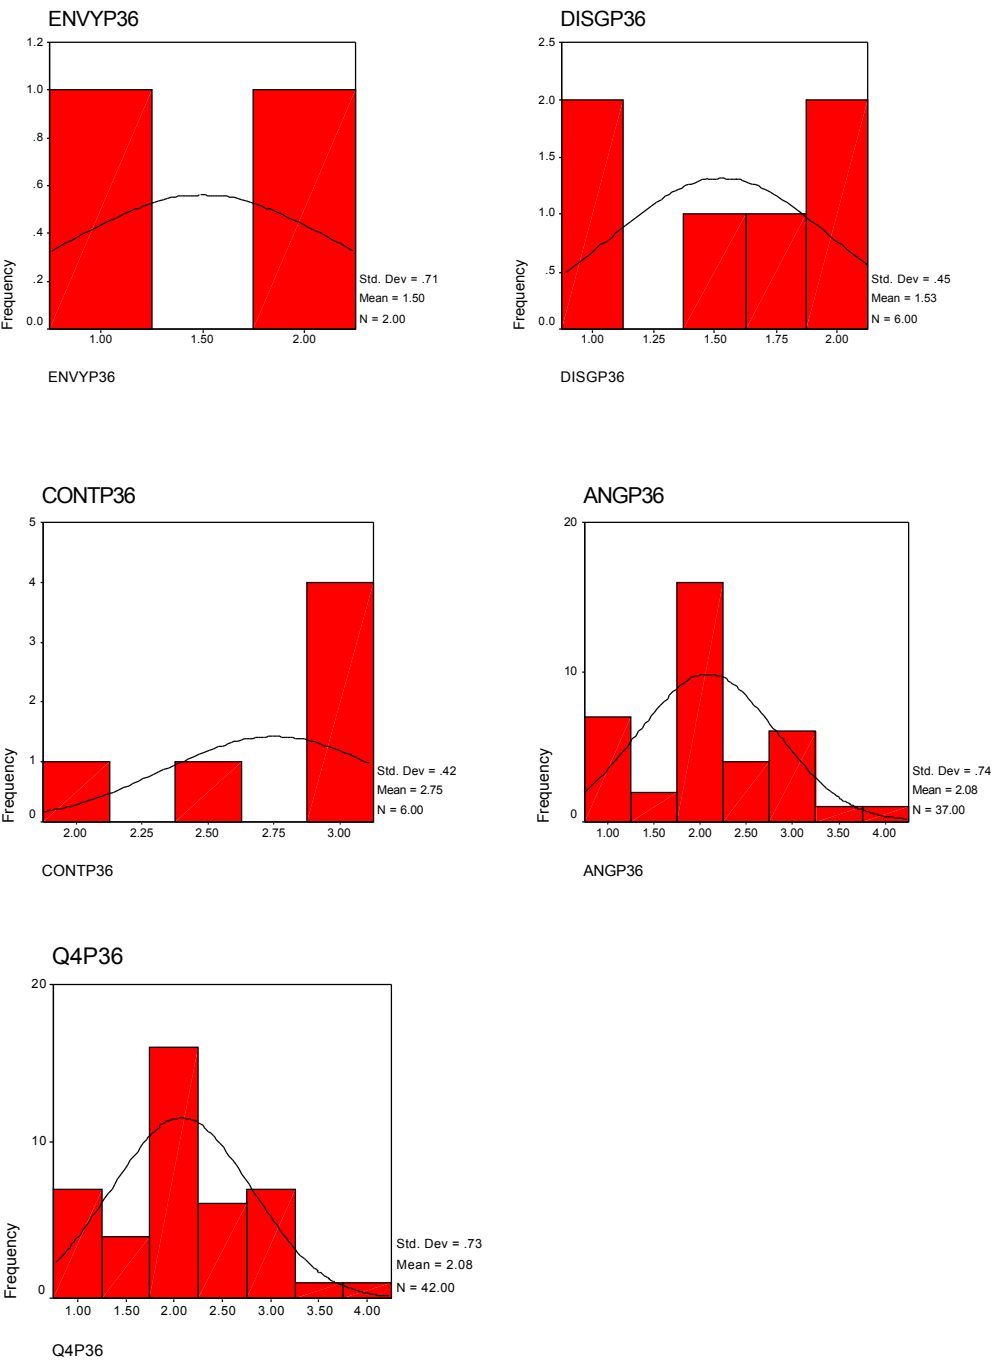 ENVYP36
1.2
1.0
.8
.6
.4
.2
0.0
Frequency
1.00 1.50 2.00
Std. Dev = .71
Mean = 1.50
N = 2.00
ENVYP36
DISGP36
2.5
2.0
1.5
1.0
.5
0.0
Frequency
1.00 1.25 1.50 1.75 2.00
Std. Dev = .45
Mean = 1.53
N = 6.00
DISGP36
CONTP36
5
4
3
2
1
0
Frequency
2.00 2.25 2.50 2.75 3.00
Std. Dev = .42
Mean = 2.75
N = 6.00
CONTP36
ANGP36
20
10
0
Frequency
1.00 1.50 2.00 2.50 3.00 3.50 4.00
Std. Dev = .74
Mean = 2.08
N = 37.00
ANGP36
Q4P36
20
10
0
Frequency
1.00 1.50 2.00 2.50 3.00 3.50 4.00
Std. Dev = .73
Mean = 2.08
N = 42.00
Q4P36